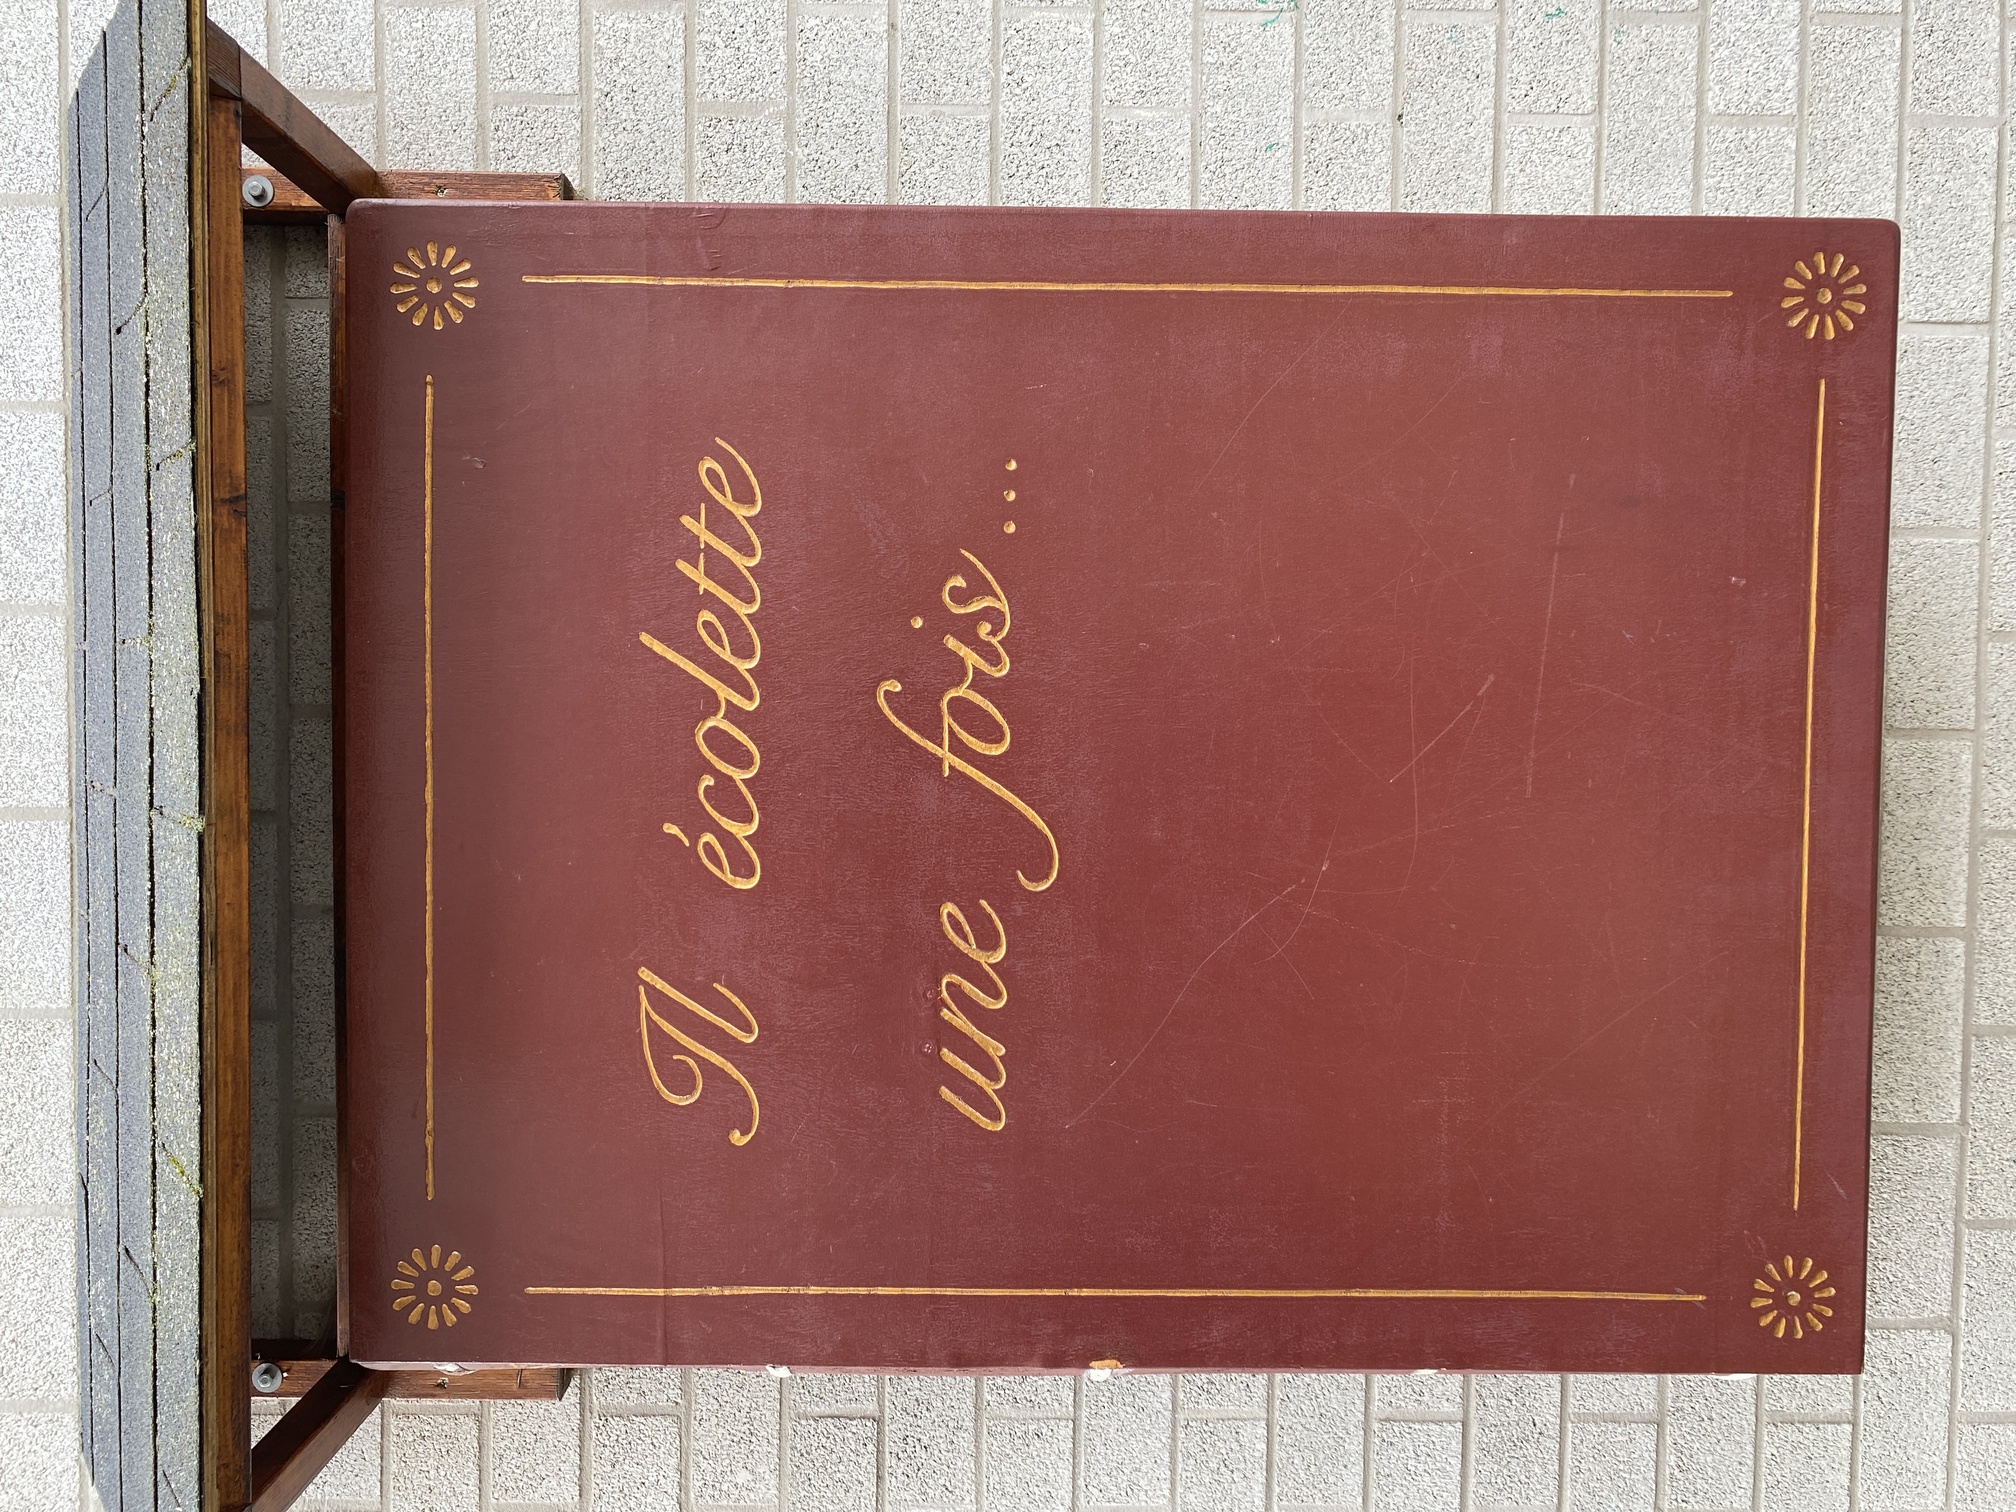 Il écolette
une fois ...